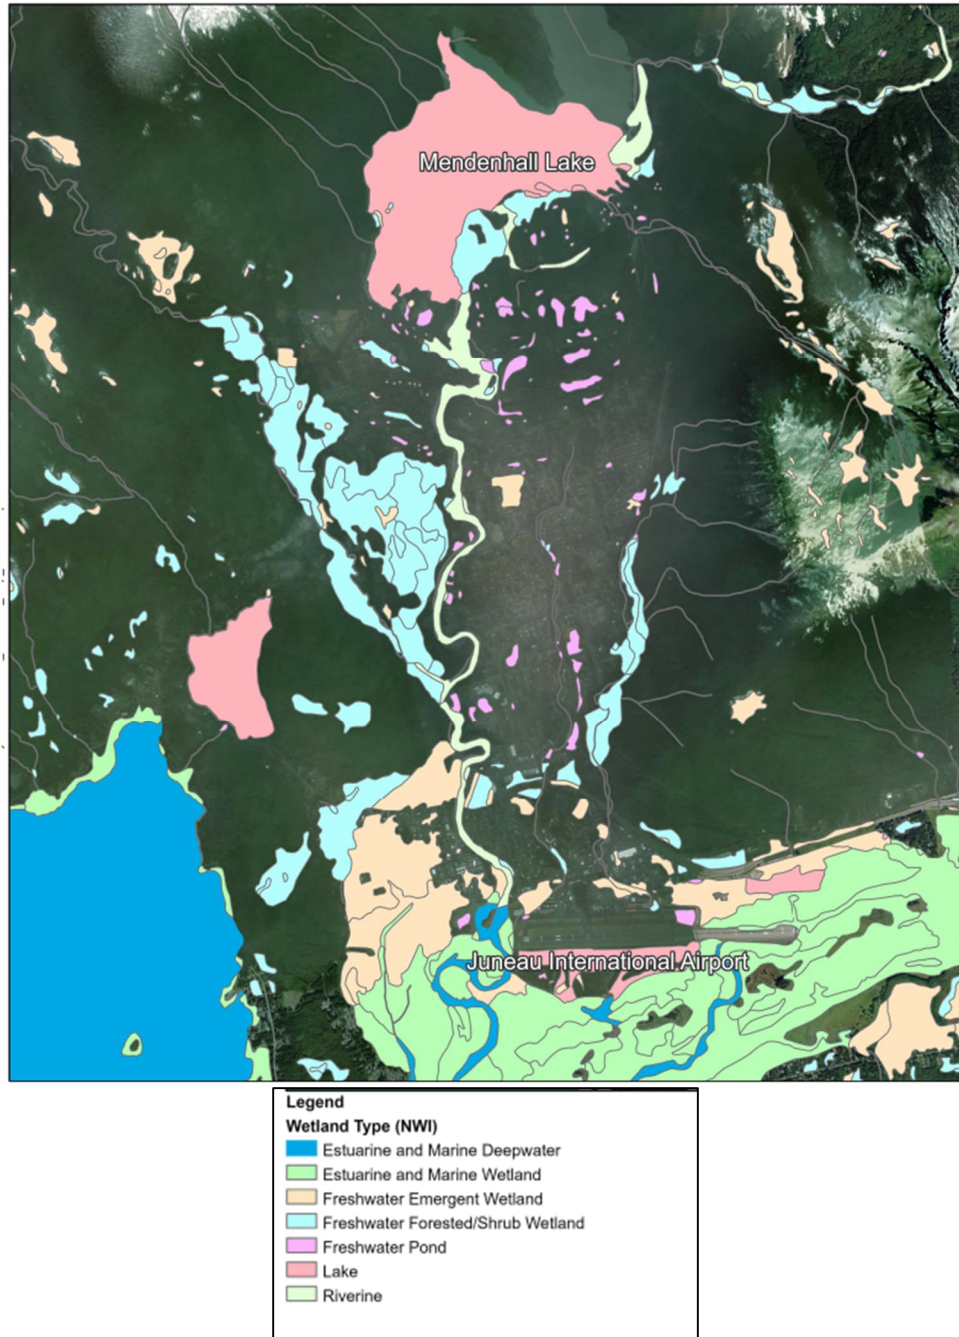 Mendenhall Lake
Juneau International Airport
Legend
Wetland Type (NWI)
Estuarine and Marine Deepwater
Estuarine and Marine Wetland
Freshwater Emergent Wetland
Freshwater Forested/Shrub Wetland
Freshwater Pond
Lake
Riverine